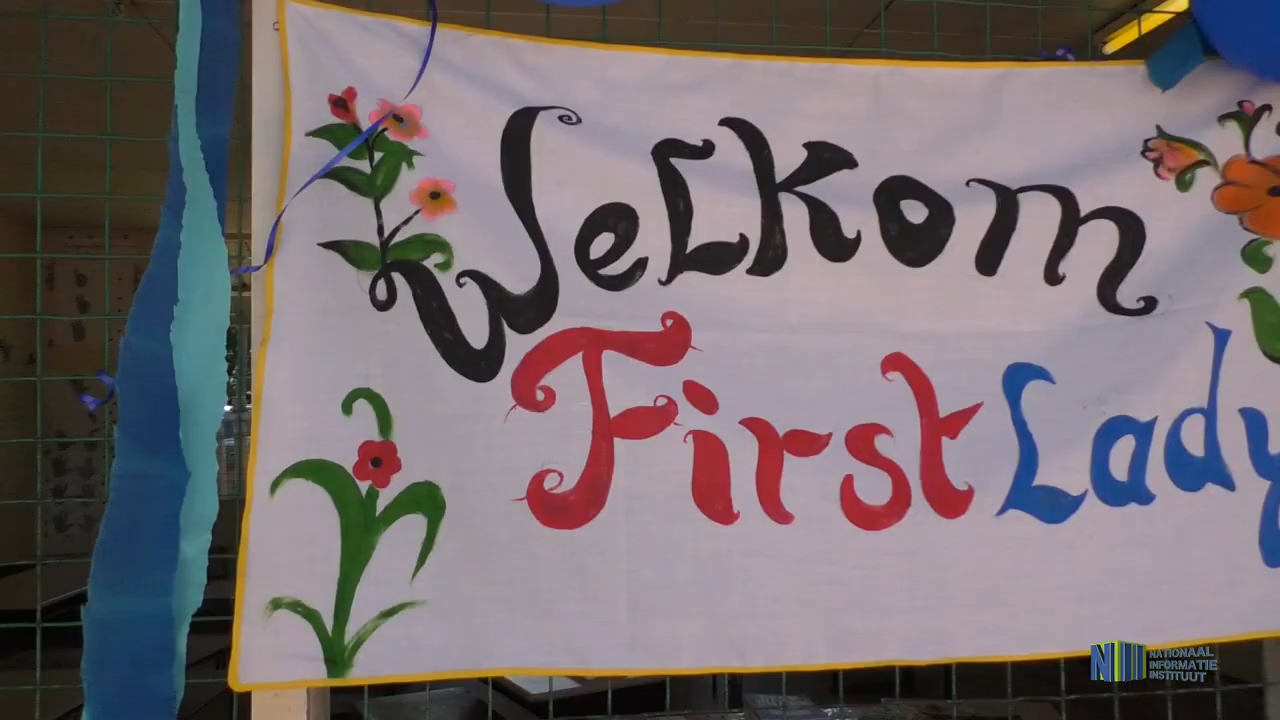 Welkom
First Lady
NATIONAAL
INFORMATIE
INSTITUUT